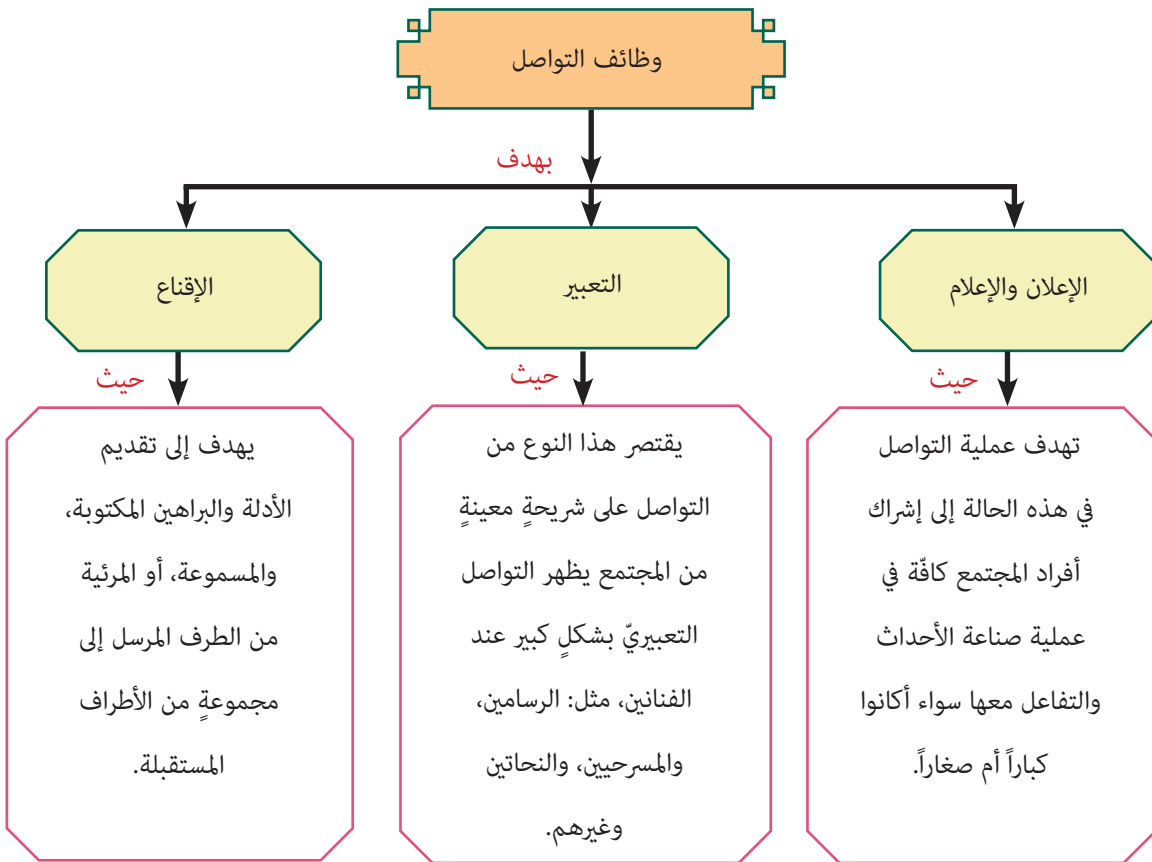 وظائف التواصل
بهدف
الإعلان والإعلام
حيث
تهدف عملية التواصل
في هذه الحالة إلى إشراك
أفراد المجتمع كافّة في
عملية صناعة الأحداث
والتفاعل معها سواء أكانوا
كباراً أم صغاراً.
التعبير
حيث
يقتصر هذا النوع من
التواصل على شريحةٍ معينةٍ
من المجتمع يظهر التواصل
التعبيريّ بشكلٍ كبير عند
الفنانين، مثل: الرسامين،
والمسرحيين، والنحاتين
وغيرهم.
الإقناع
حيث
يهدف إلى تقديم
الأدلة والبراهين المكتوبة،
والمسموعة، أو المرئية
من الطرف المرسل إلى
مجموعةٍ من الأطراف
المستقبلة.